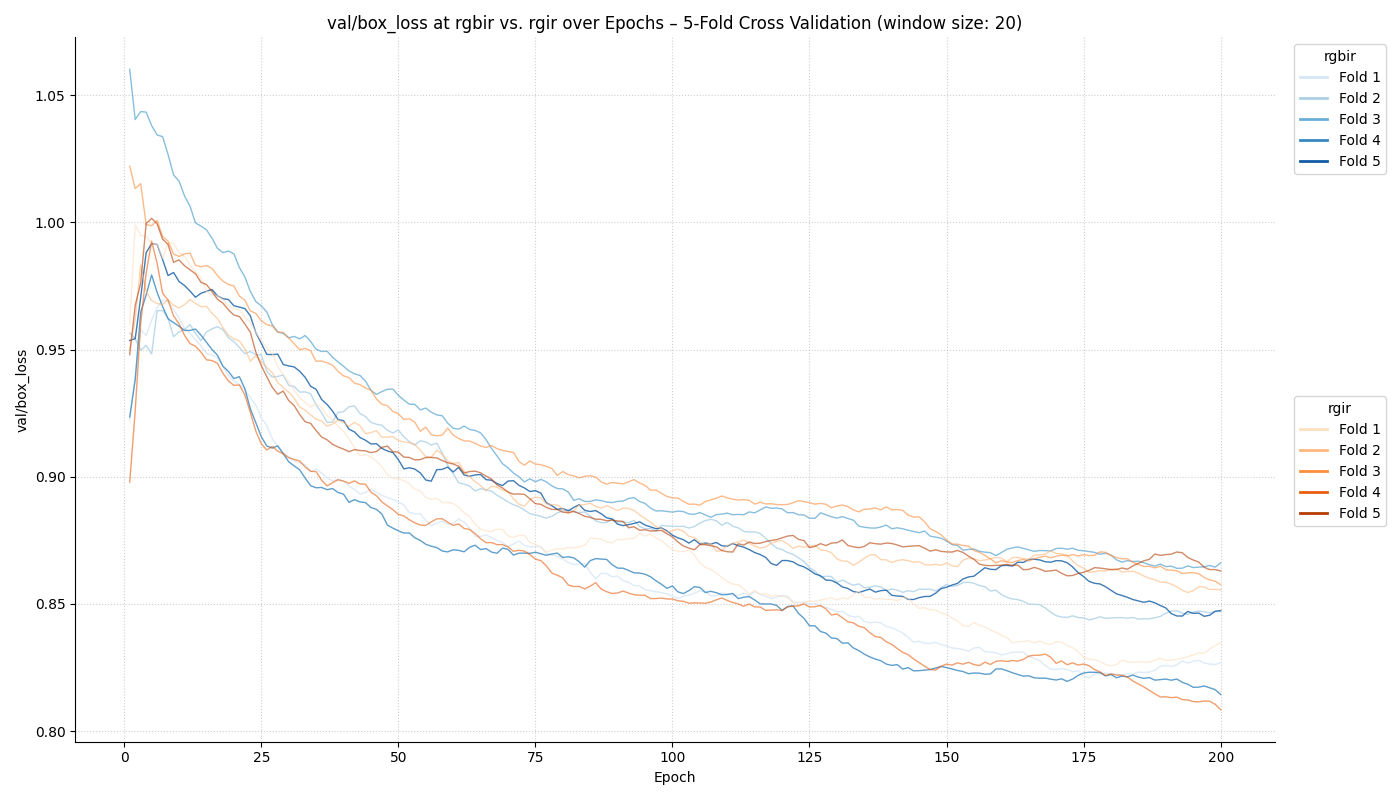 val/box_loss at rgbir vs. rgir over Epochs – 5-Fold Cross Validation (window size: 20)
val/box_loss
1.05
1.00
0.95
0.90
0.85
0.80
0
25
50
75
100
125
150
175
200
Epoch
rgbir
Fold 1
Fold 2
Fold 3
Fold 4
Fold 5
rgir
Fold 1
Fold 2
Fold 3
Fold 4
Fold 5